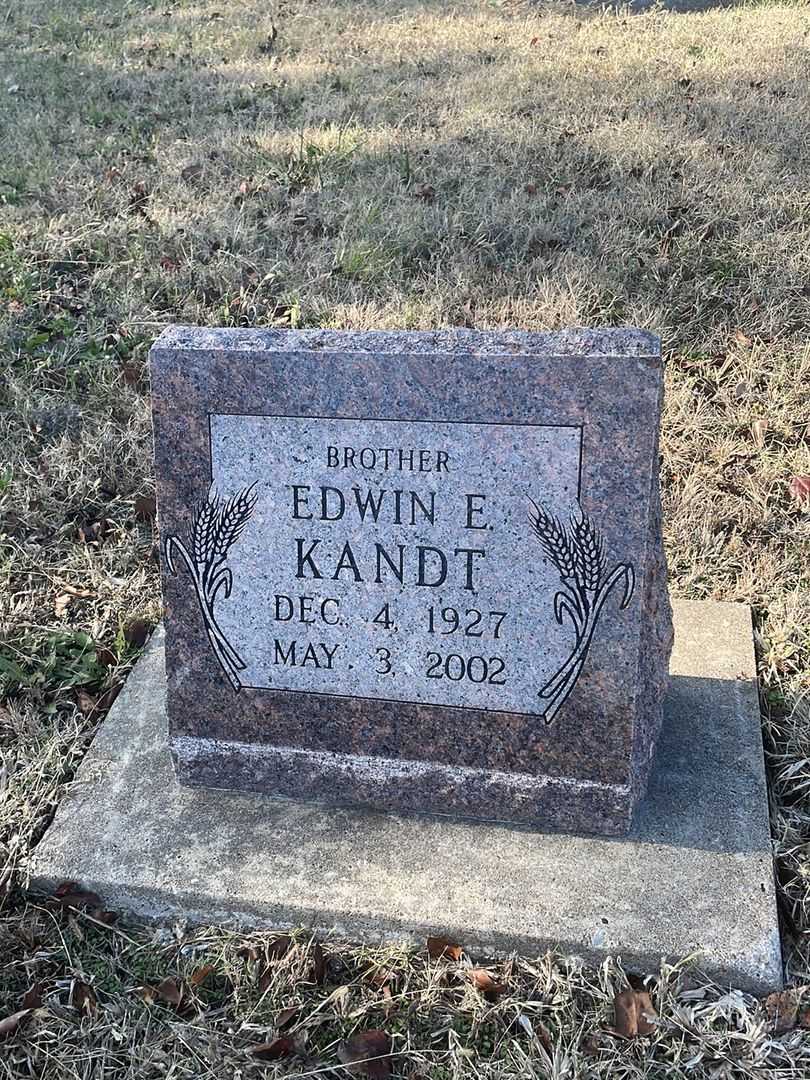 BROTHER
EDWIN E.
KANDT
DEC. 4, 1927
MAY 3, 2002